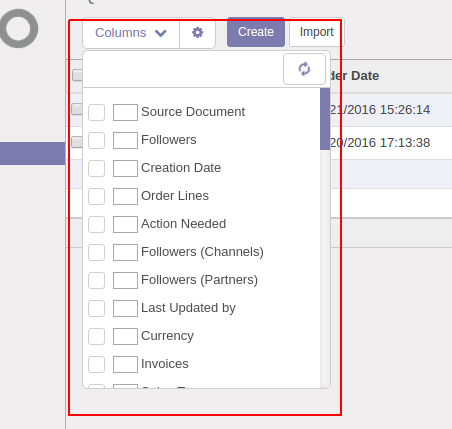 Columns
Create
Import
der Date
Source Document
21/2016 15:26:14
Followers
20/2016 17:13:38
Creation Date
Order Lines
Action Needed
Followers (Channels)
Followers (Partners)
Last Updated by
Currency
Invoices